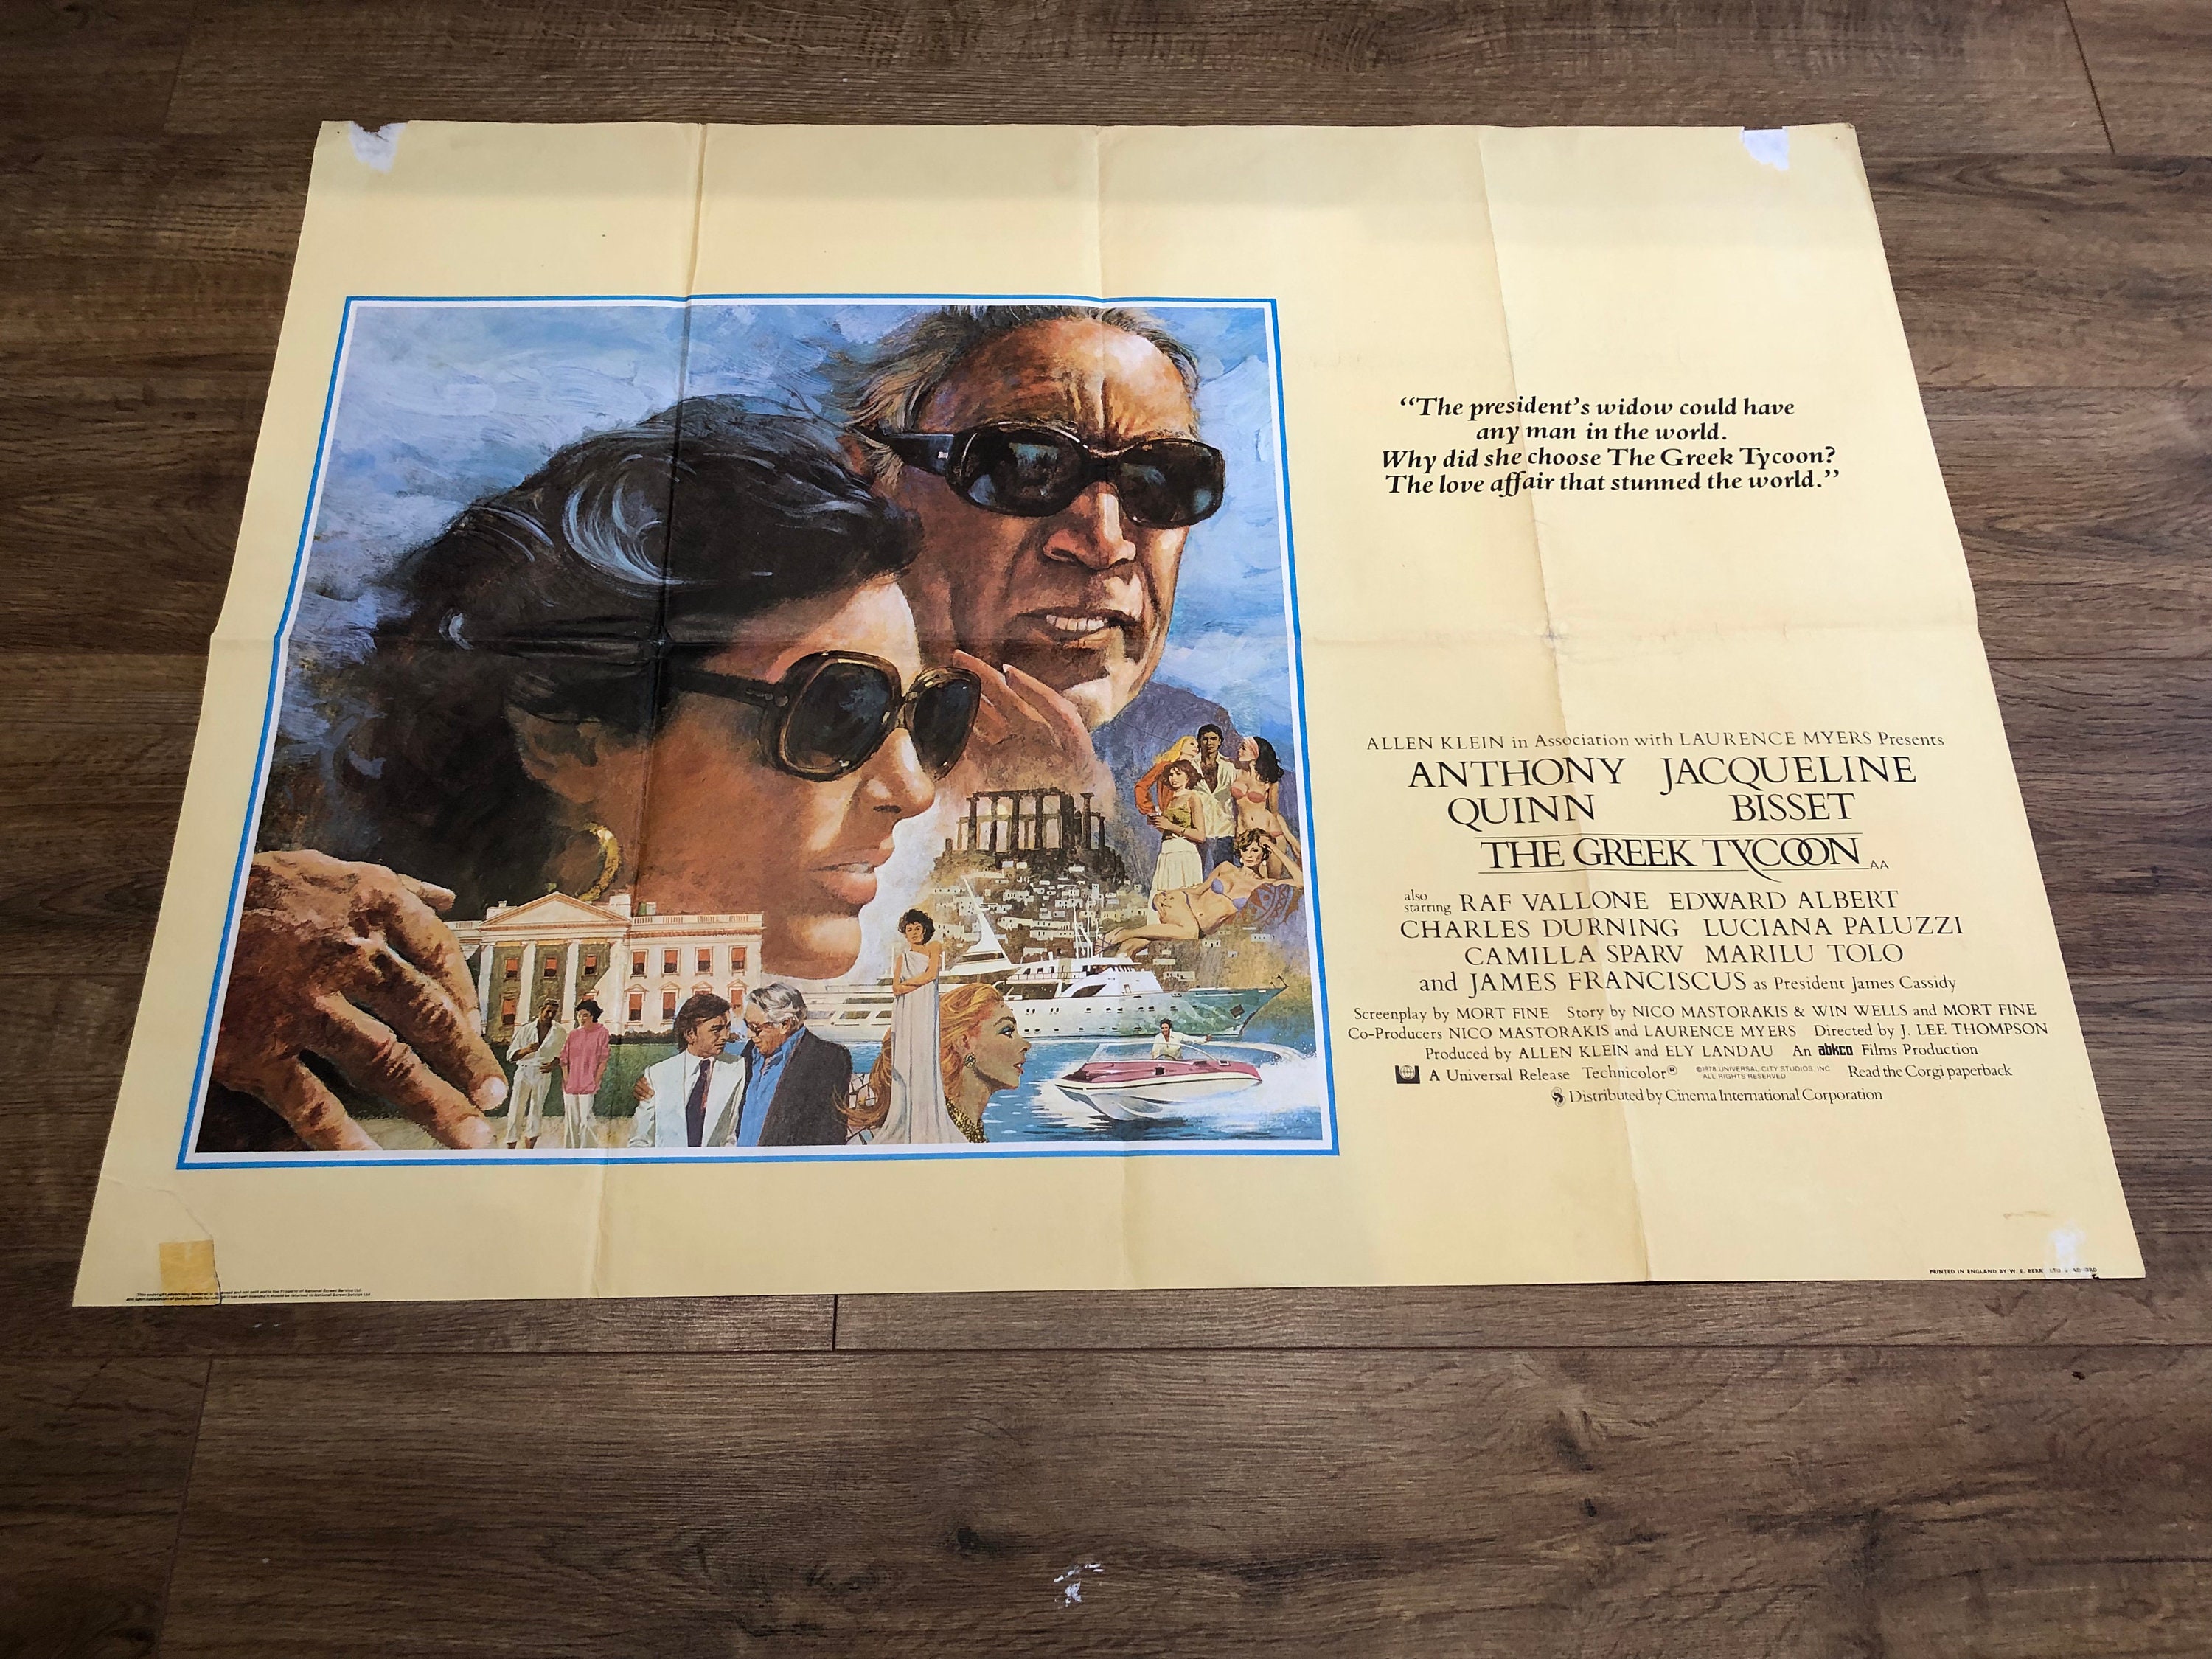 “The president's widow could have
any man in the world.
Why did she choose The Greek Tycoon?
The love affair that stunned the world.”
ALLEN KLEIN in Association with LAURENCE MYERS Presents
ANTHONY JACQUELINE
QUINN BISSET
THE GREEK TYCOON AA
also
starring RAF VALLONE EDWARD ALBERT
CHARLES DURNING LUCIANA PALUZZI
CAMILLA SPARV MARILU TOLO
and JAMES FRANCISCUS as President James Cassidy
Screenplay by MORT FINE Story by NICO MASTORAKIS & WIN WELLS and MORT FINE
Co-Producers NICO MASTORAKIS and LAURENCE MYERS Directed by J. LEE THOMPSON
Produced by ALLEN KLEIN and ELY LANDAU An abkco Films Production
A Universal Release Technicolor® ©1978 UNIVERSAL CITY STUDIOS, INC
ALL RIGHTS RESERVED Read the Corgi paperback
Distributed by Cinema International Corporation
PRINTED IN ENGLAND BY W. E. BERRY LTD.